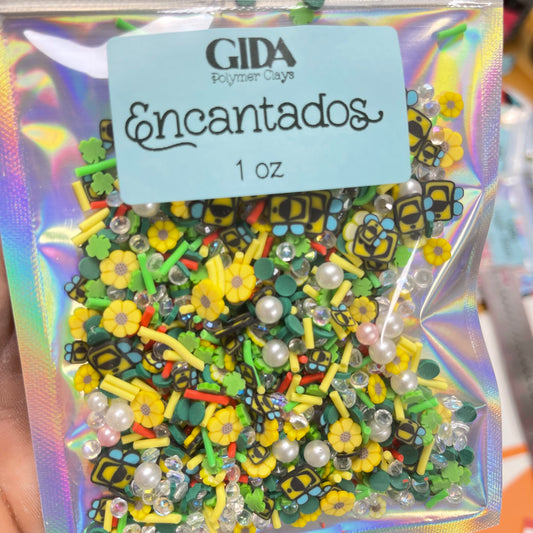 GIDA
Polymer Clays
Encantados
1 oz